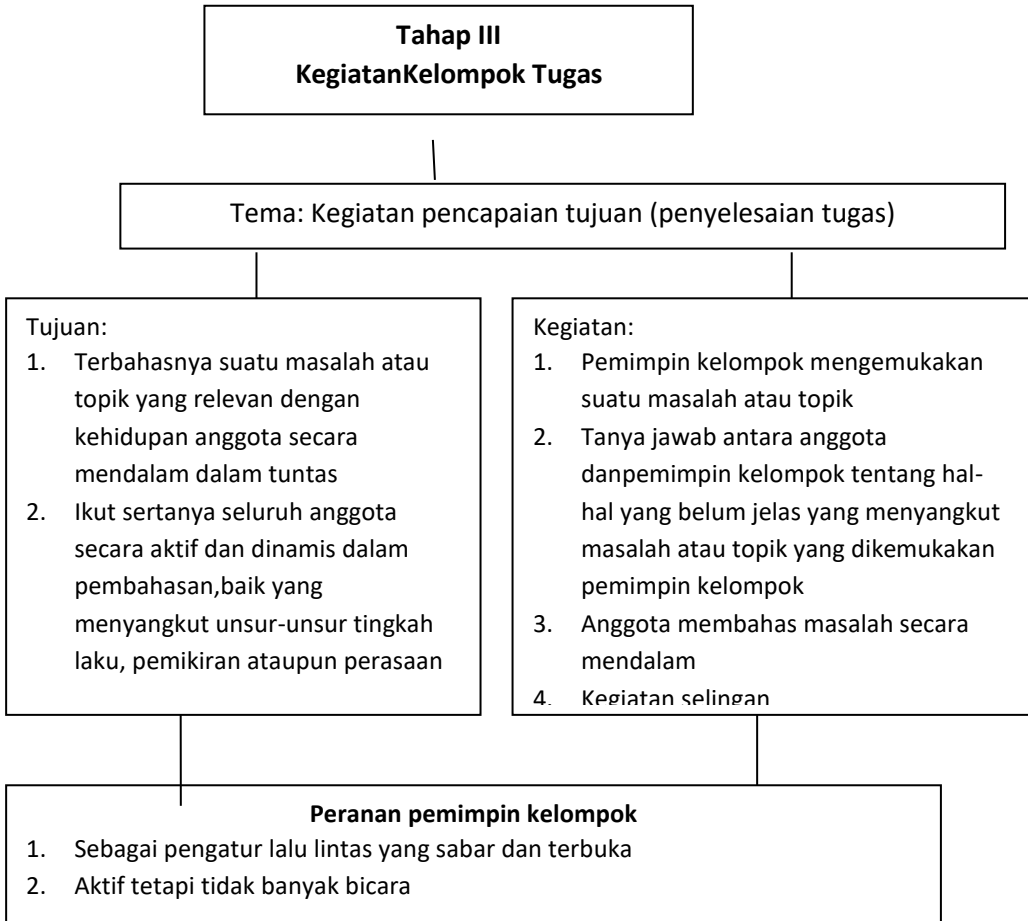 Tahap III
KegiatanKelompok Tugas
Tema: Kegiatan pencapaian tujuan (penyelesaian tugas)
Tujuan:
1. Terbahasnya suatu masalah atau
topik yang relevan dengan
kehidupan anggota secara
mendalam dalam tuntas
2. Ikut sertanya seluruh anggota
secara aktif dan dinamis dalam
pembahasan,baik yang
menyangkut unsur-unsur tingkah
laku, pemikiran ataupun perasaan
Kegiatan:
1. Pemimpin kelompok mengemukakan
suatu masalah atau topik
2. Tanya jawab antara anggota
danpemimpin kelompok tentang hal-
hal yang belum jelas yang menyangkut
masalah atau topik yang dikemukakan
pemimpin kelompok
3. Anggota membahas masalah secara
mendalam
4. Kegiatan selingan
Peranan pemimpin kelompok
1. Sebagai pengatur lalu lintas yang sabar dan terbuka
2. Aktif tetapi tidak banyak bicara